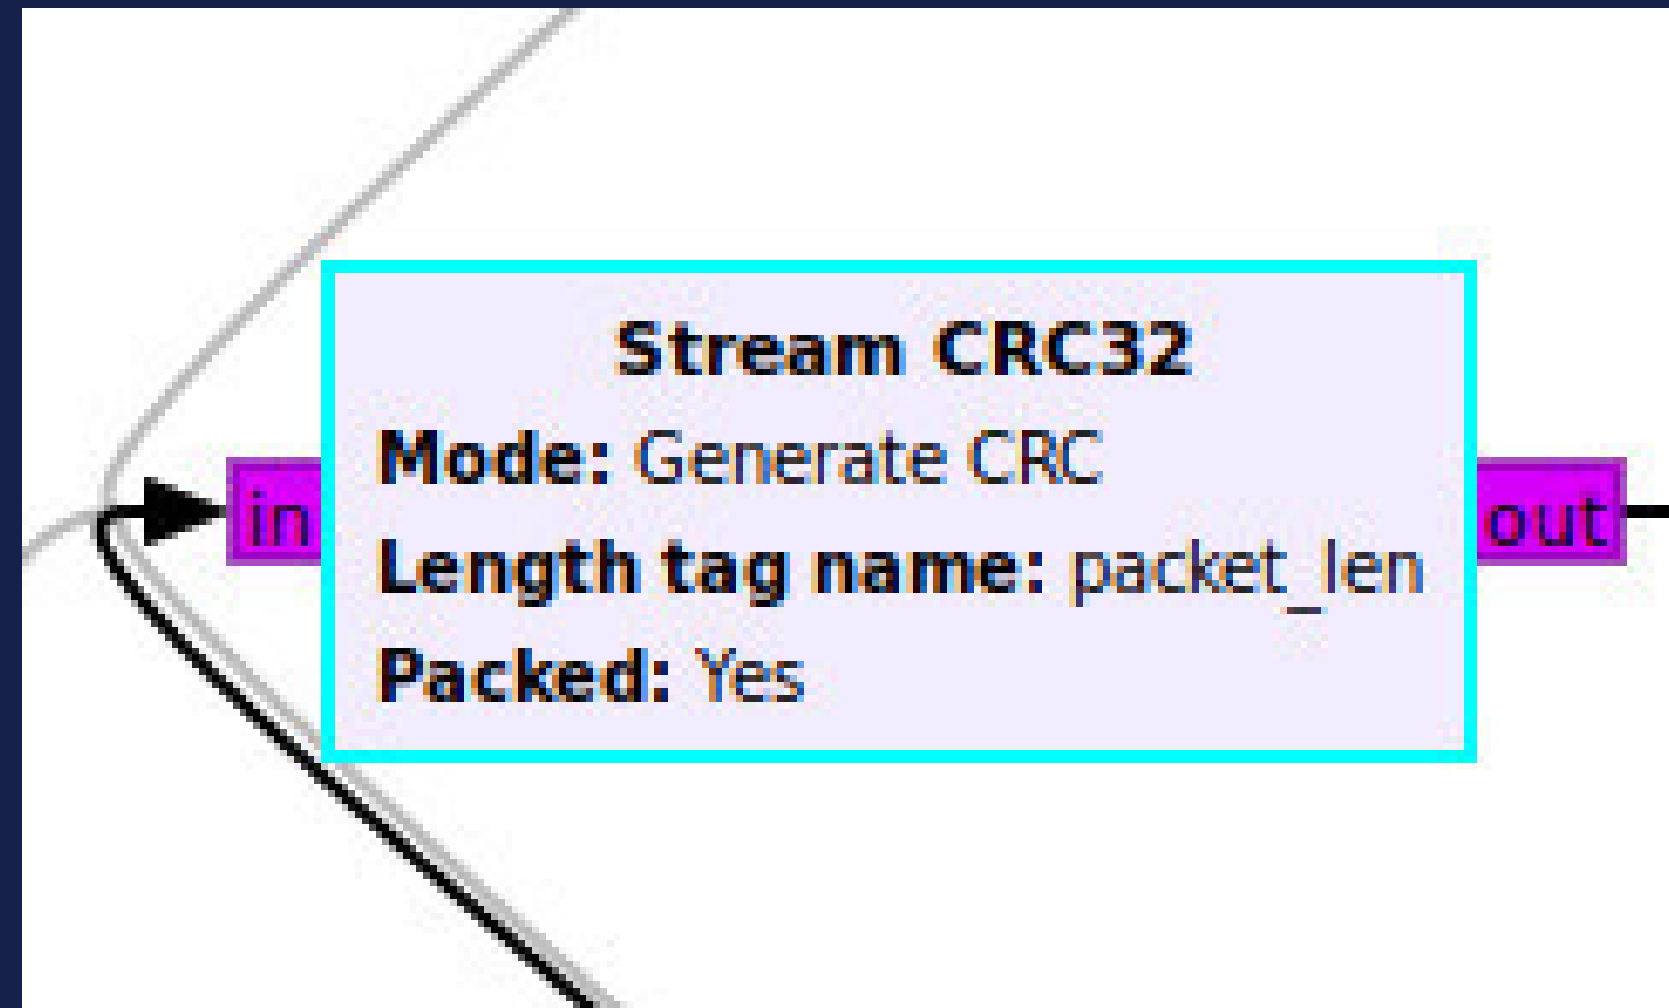 Stream CRC32
Mode: Generate CRC
in
out
Length tag name: packet_len
Packed: Yes